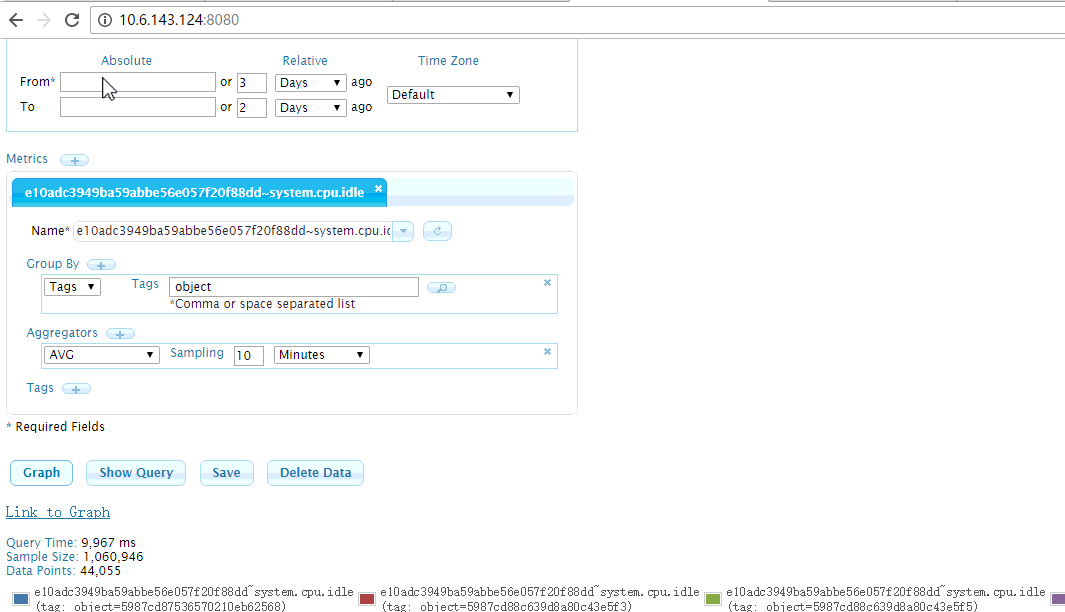 10.6.143.124:8080
Absolute Relative Time Zone
From* or 3 Days ago
Default
To or 2 Days ago
Metrics
e10adc3949ba59abbe56e057f20f88dd~system.cpu.idle
Name* e10adc3949ba59abbe56e057f20f88dd~system.cpu.ic
Group By
Tags Tags object
*Comma or space separated list
Aggregators
AVG Sampling 10 Minutes
Tags
* Required Fields
Graph Show Query Save Delete Data
Link to Graph
Query Time: 9,967 ms
Sample Size: 1,060,946
Data Points: 44,055
e10adc3949ba59abbe56e057f20f88dd~system.cpu.idle e10adc3949ba59abbe56e057f20f88dd~system.cpu.idle e10adc3949ba59abbe56e057f20f88dd~system.cpu.idle
(tag: object=5987cd87536570210eb62568) (tag: object=5987cd88c639d8a80c43e5f3) (tag: object=5987cd88c639d8a80c43e5f5)